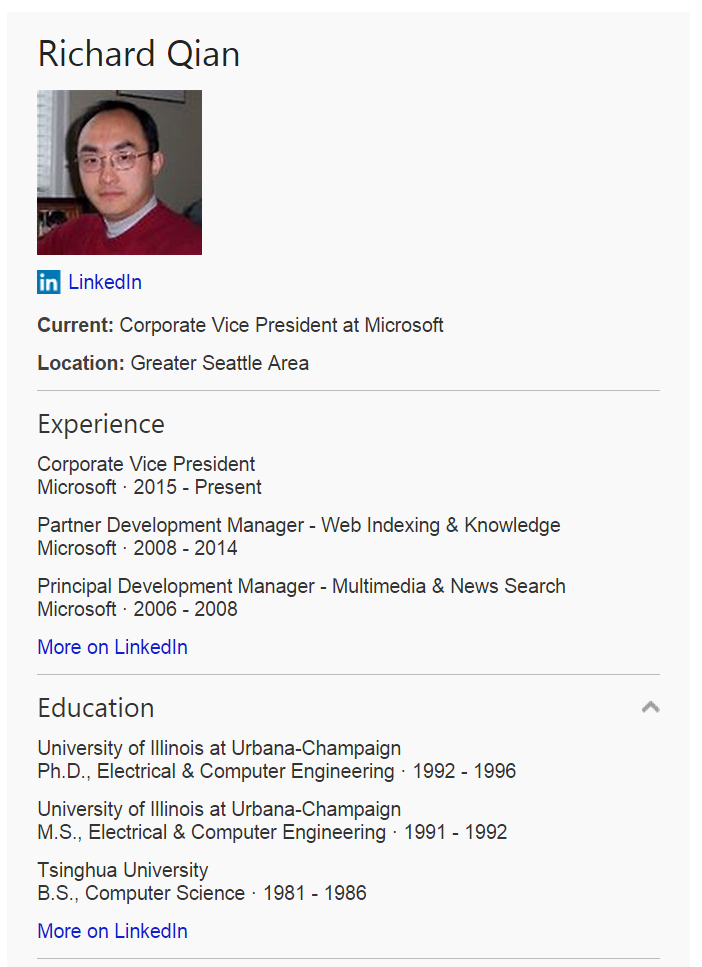 Richard Qian
in LinkedIn
Current: Corporate Vice President at Microsoft
Location: Greater Seattle Area
Experience
Corporate Vice President
Microsoft · 2015 - Present
Partner Development Manager - Web Indexing & Knowledge
Microsoft · 2008 - 2014
Principal Development Manager - Multimedia & News Search
Microsoft · 2006 - 2008
More on LinkedIn
Education
University of Illinois at Urbana-Champaign
Ph.D., Electrical & Computer Engineering · 1992 - 1996
University of Illinois at Urbana-Champaign
M.S., Electrical & Computer Engineering · 1991 - 1992
Tsinghua University
B.S., Computer Science · 1981 - 1986
More on LinkedIn